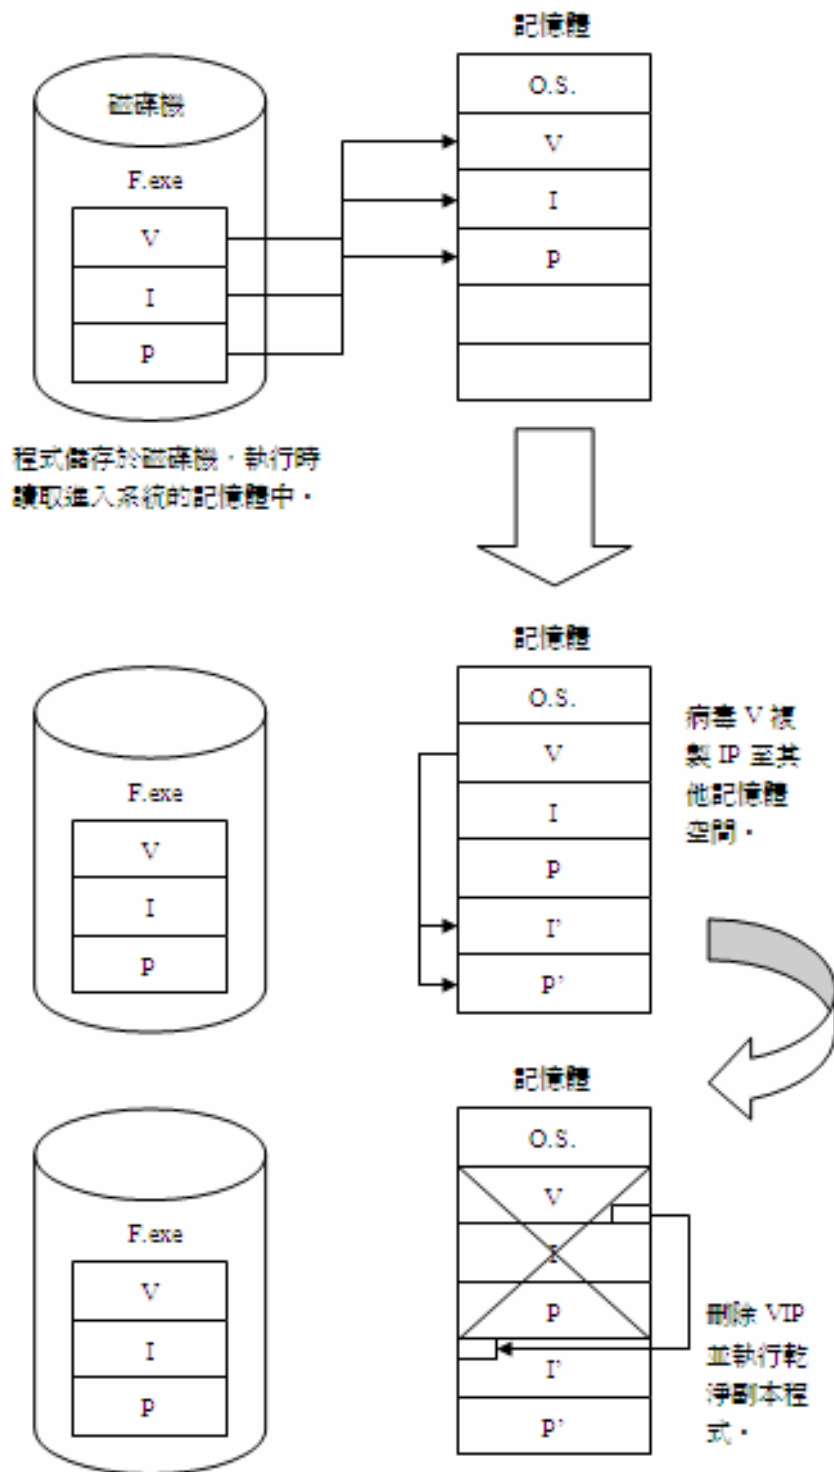 記憶體
磁碟機
F.exe
V
I
P
O.S.
V
I
P
程式儲存於磁碟機，執行時
讀取進入系統的記憶體中。
記憶體
F.exe
V
I
P
O.S.
V
I
P
I’
P’
病毒 V 複
製 IP 至其
他記憶體
空間。
記憶體
F.exe
V
I
P
O.S.
V
I
P
I’
P’
刪除 VIP
並執行乾
淨副本程
式。